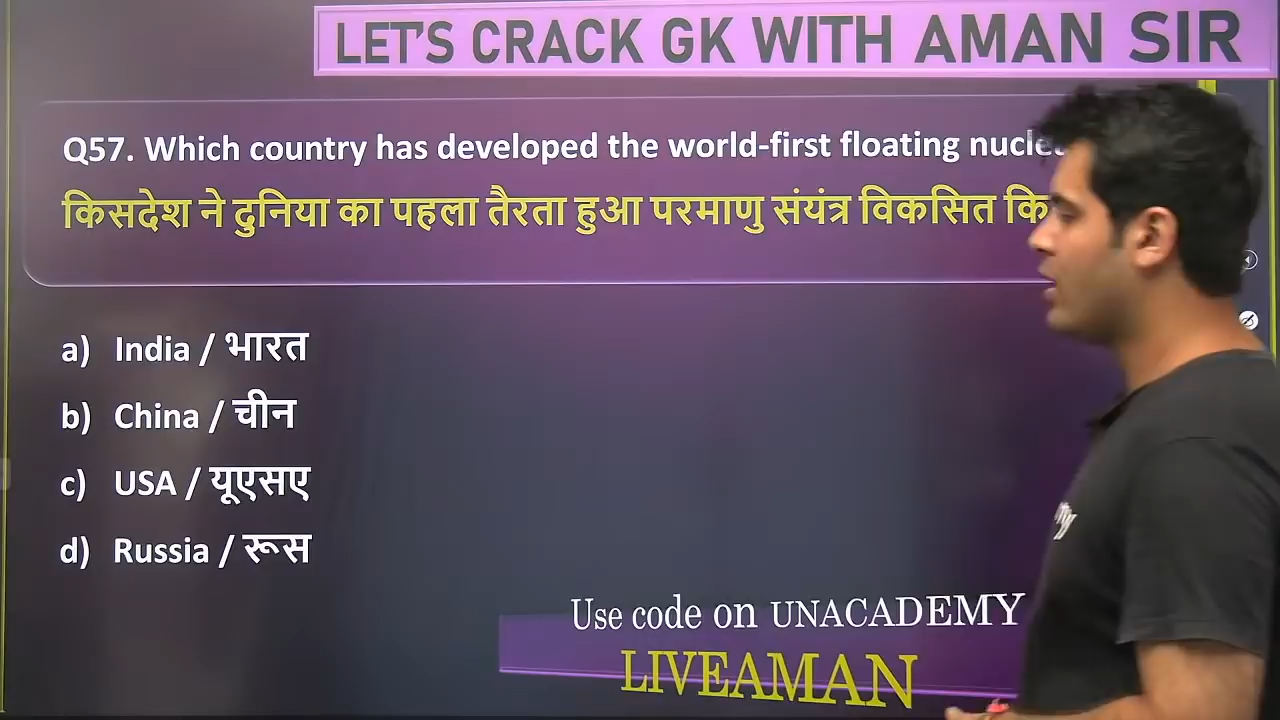 LET'S CRACK GK WITH AMAN SIR
Q57. Which country has developed the world-first floating
किसदेश ने दुनिया का पहला तैरता हुआ परमाणु संयंत्र विकसित
a) India / भारत
b) China / चीन
c) USA / यूएसए
d) Russia / रूस
Use code on UNACADEMY
LIVEAMAN